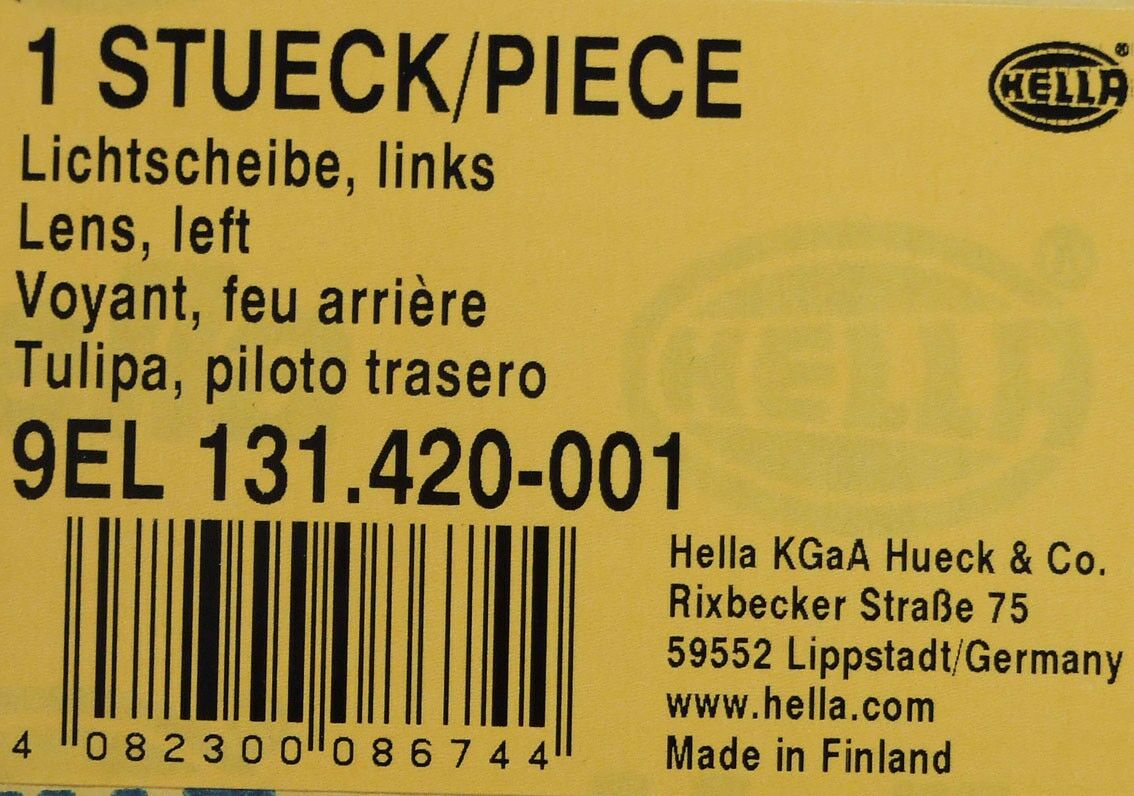 1 STUECK/PIECE
HELLA®
Lichtscheibe, links
Lens, left
Voyant, feu arrière
Tulipa, piloto trasero
HELLA®
9EL 131.420-001
Hella KGaA Hueck & Co.
Rixbecker Straße 75
59552 Lippstadt/Germany
www.hella.com
Made in Finland
4 082300 086744